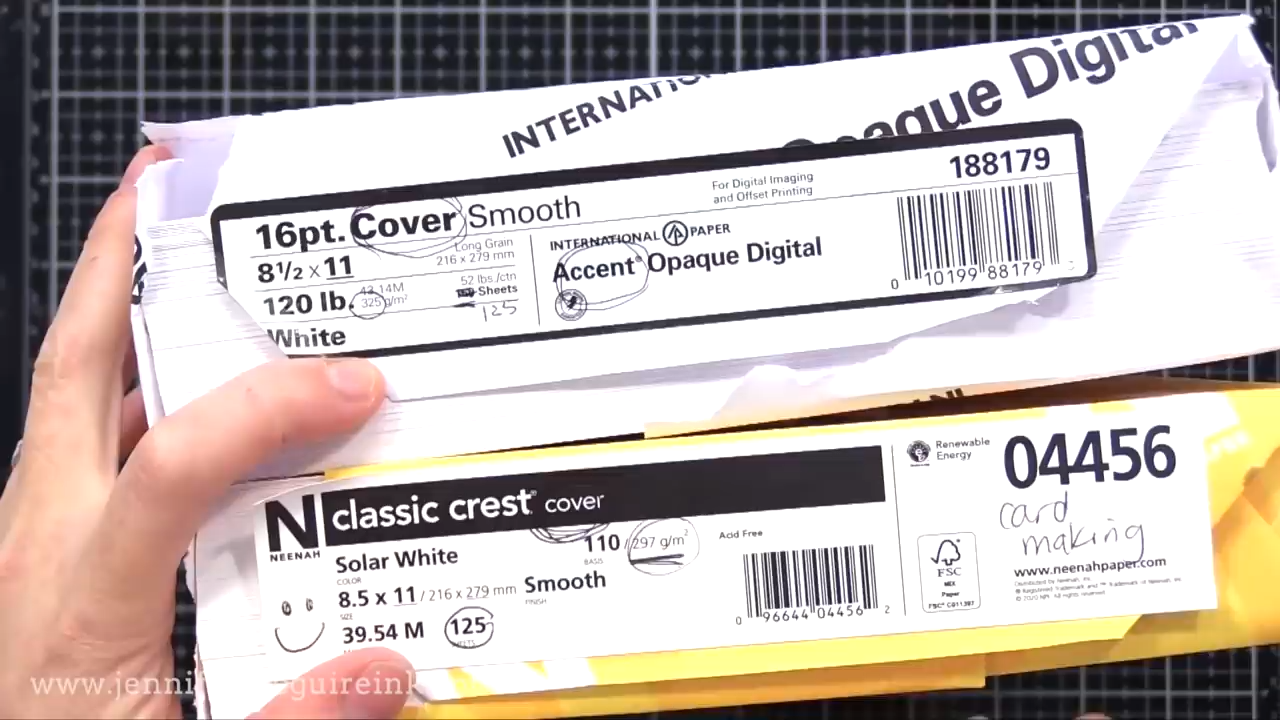 INTERNATIO
Opaque Digital
16pt. Cover Smooth
For Digital Imaging
and Offset Printing
188179
8½ x 11
Long Grain
216 x 279 mm
120 lb.
43.14M
325 g/m²
52 lbs./ctn
Sheets
125
White
INTERNATIONAL PAPER
Accent® Opaque Digital
0 10199 88179
N
NEENAH
classic crest® cover
Solar White
COLOR
8.5 x 11 / 216 x 279 mm
SIZE
39.54 M
125
110 / 297 g/m²
BASIS
Smooth
FINISH
Acid Free
0 96644 04456 2
Renewable
Energy
04456
card
making
FSC
MIX
Paper
www.neenahpaper.com
www.jenni
guireink